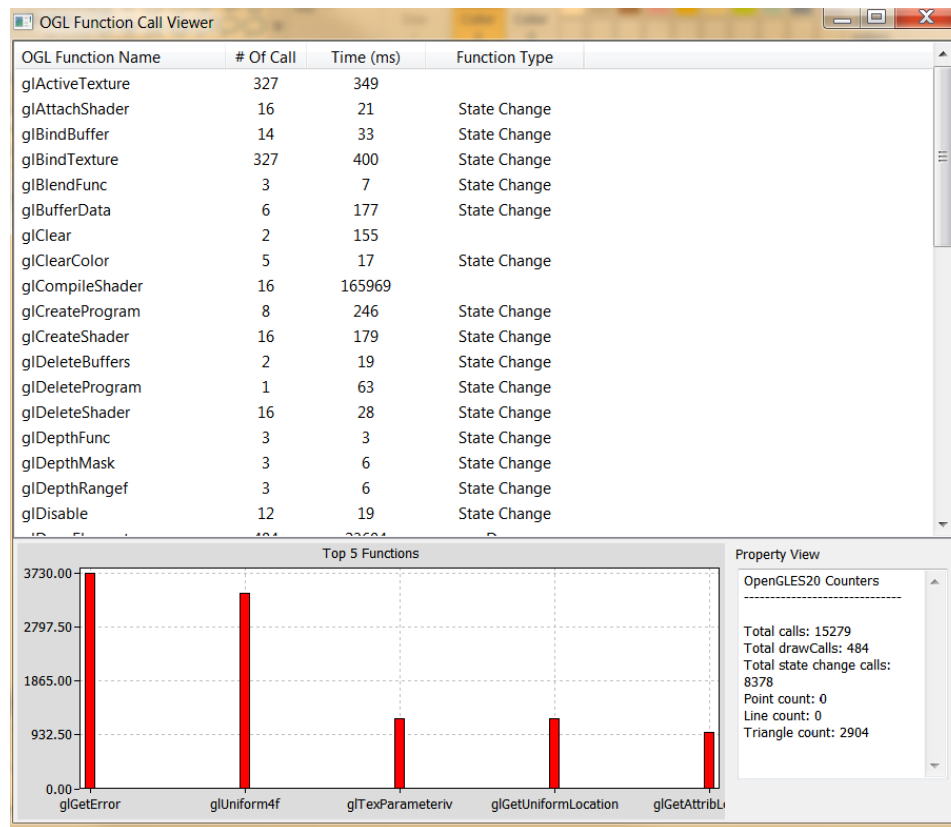 OGL Function Call Viewer
OGL Function Name # Of Call Time (ms) Function Type
glActiveTexture 327 349
glAttachShader 16 21 State Change
glBindBuffer 14 33 State Change
glBindTexture 327 400 State Change
glBlendFunc 3 7 State Change
glBufferData 6 177 State Change
glClear 2 155
glClearColor 5 17 State Change
glCompileShader 16 165969
glCreateProgram 8 246 State Change
glCreateShader 16 179 State Change
glDeleteBuffers 2 19 State Change
glDeleteProgram 1 63 State Change
glDeleteShader 16 28 State Change
glDepthFunc 3 3 State Change
glDepthMask 3 6 State Change
glDepthRangef 3 6 State Change
glDisable 12 19 State Change
Top 5 Functions
3730.00
2797.50
1865.00
932.50
0.00
glGetError glUniform4f glTexParameteriv glGetUniformLocation glGetAttribL
Property View
OpenGLES20 Counters
------------------------------
Total calls: 15279
Total drawCalls: 484
Total state change calls:
8378
Point count: 0
Line count: 0
Triangle count: 2904